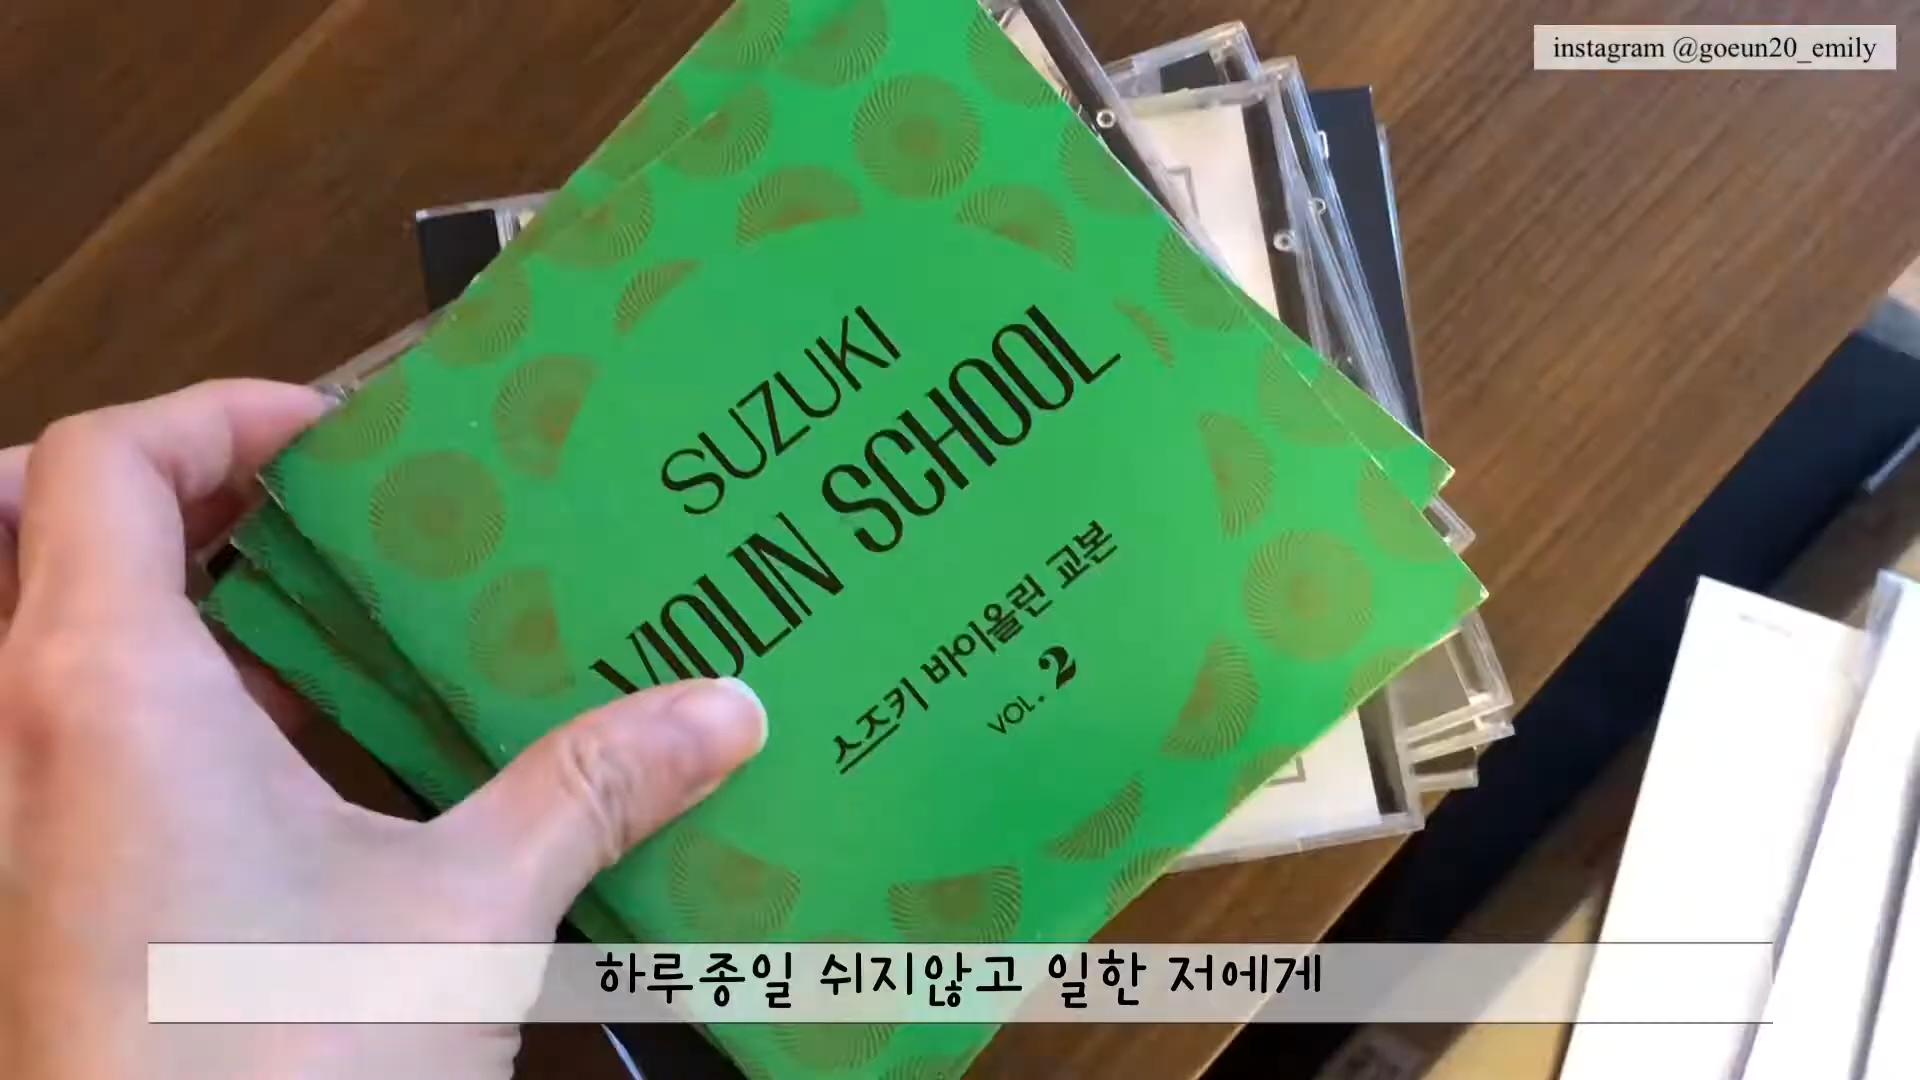 instagram @goeun20_emily
SUZUKI
VIOLIN SCHOOL
스즈키 바이올린 교본
VOL. 2
하루종일 쉬지않고 일한 저에게